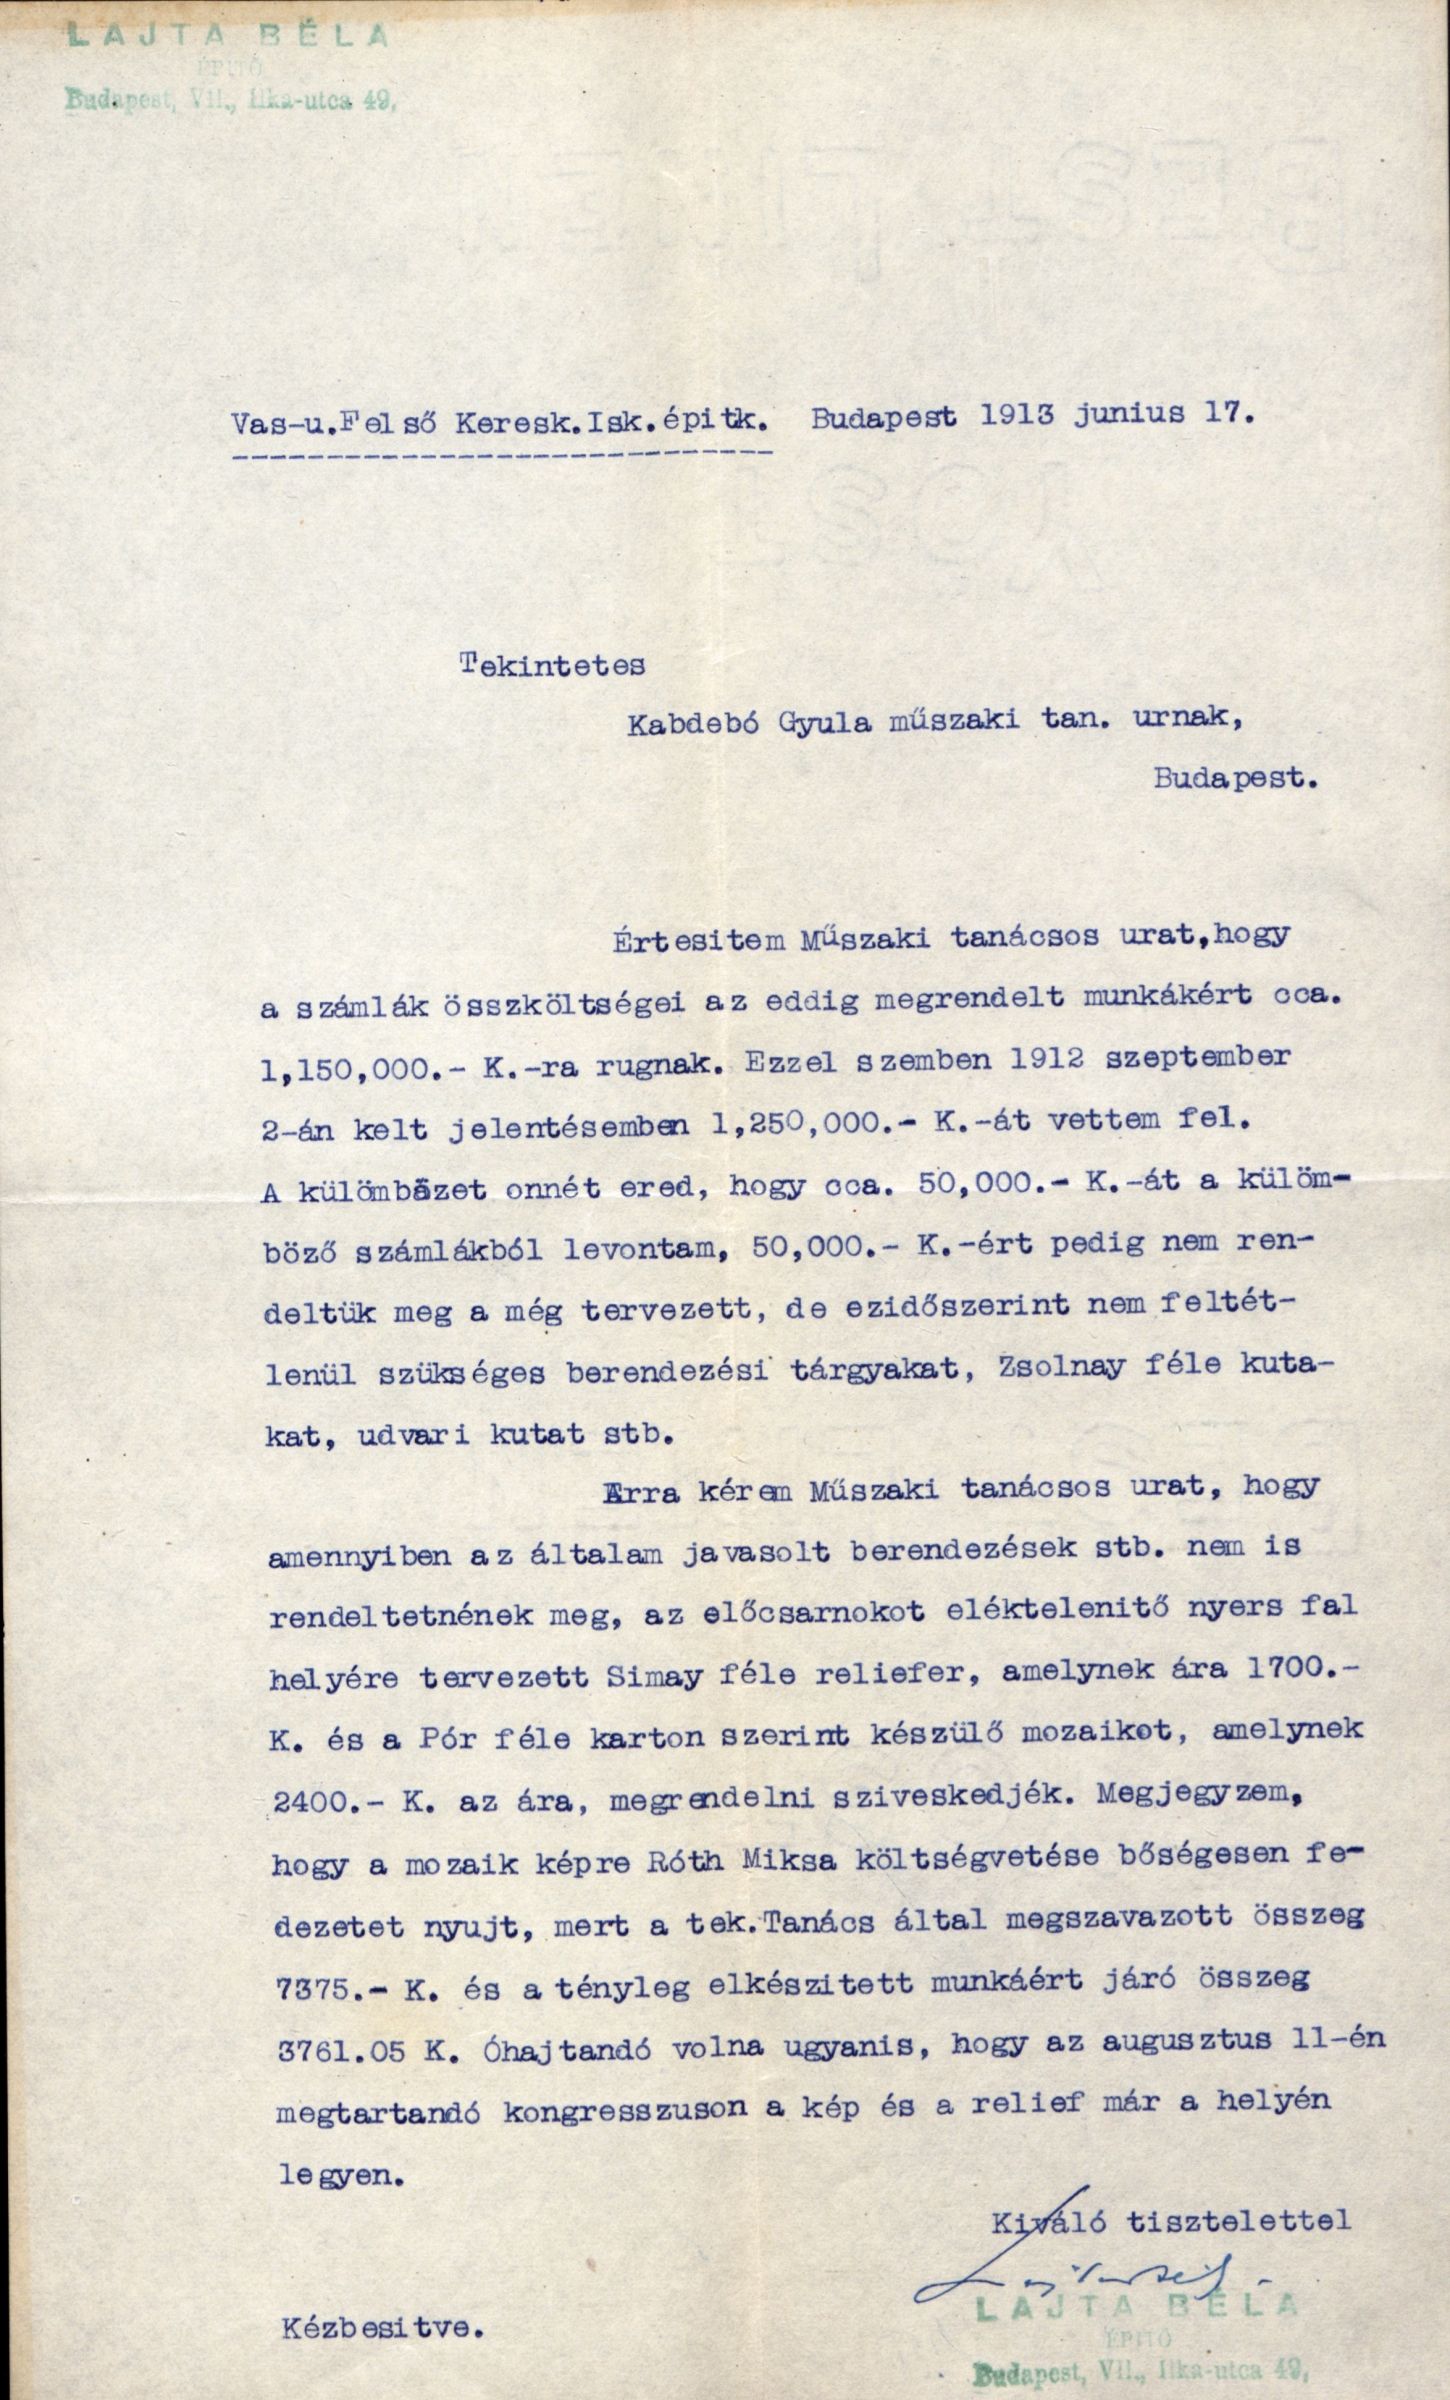 LAJTA BÉLA
ÉPITŐ
Budapest, VII., Ilka-utca 49.
Vas-u.Felső Keresk.Isk.épitk. Budapest 1913 junius 17.
Tekintetes
Kabdebó Gyula műszaki tan. urnak,
Budapest.
Értesitem Műszaki tanácsos urat,hogy
a számlák összköltségei az eddig megrendelt munkákért cca.
1,150,000.- K.-ra rugnak. Ezzel szemben 1912 szeptember
2-án kelt jelentésemben 1,250,000.- K.-át vettem fel.
A külömbözet onnét ered, hogy cca. 50,000.- K.-át a külöm-
böző számlákból levontam, 50,000.- K.-ért pedig nem ren-
deltük meg a még tervezett, de ezidőszerint nem feltét-
lenül szükséges berendezési tárgyakat, Zsolnay féle kuta-
kat, udvari kutat stb.
Arra kérem Műszaki tanácsos urat, hogy
amennyiben az általam javasolt berendezések stb. nem is
rendeltetnének meg, az előcsarnokot eléktelenitő nyers fal
helyére tervezett Simay féle reliefer, amelynek ára 1700.-
K. és a Pór féle karton szerint készülő mozaikot, amelynek
2400.- K. az ára, megrendelni sziveskedjék. Megjegyzem,
hogy a mozaik képre Róth Miksa költségvetése bőségesen fe-
dezetet nyujt, mert a tek.Tanács által megszavazott összeg
7375.- K. és a tényleg elkészitett munkáért járó összeg
3761.05 K. Óhajtandó volna ugyanis, hogy az augusztus 11-én
megtartandó kongresszuson a kép és a relief már a helyén
legyen.
Kiváló tisztelettel
Lajta Béla
LAJTA BÉLA
ÉPITŐ
Budapest, VII., Ilka-utca 49.
Kézbesitve.